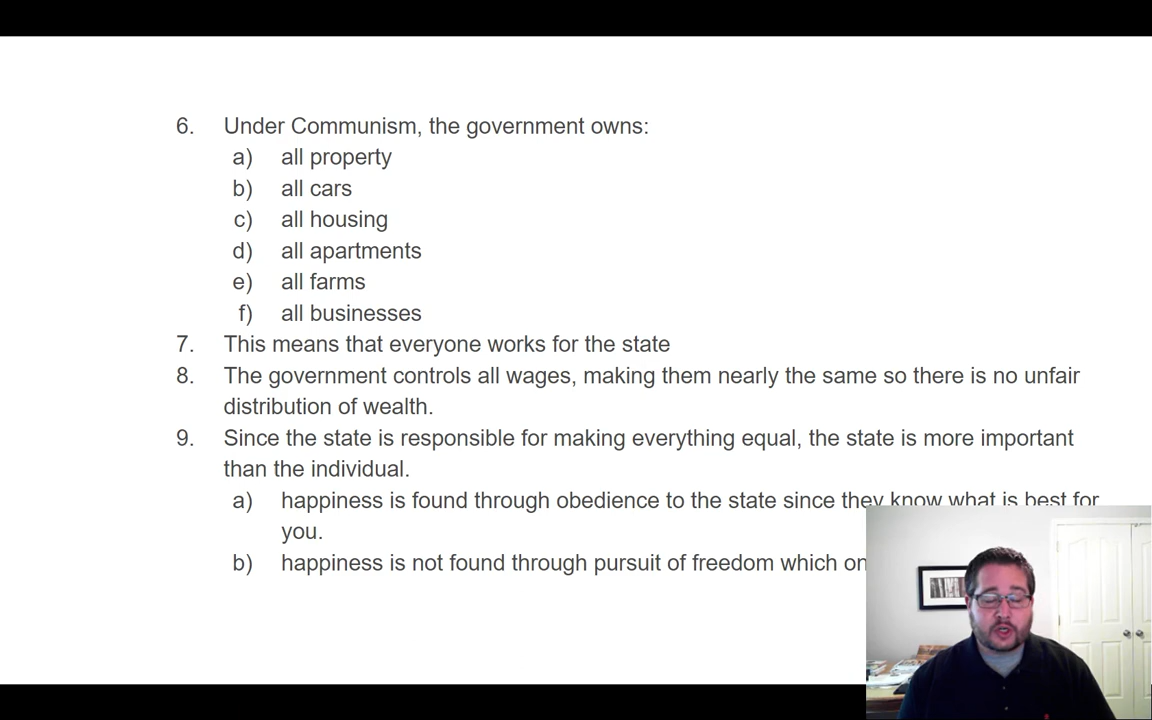 6. Under Communism, the government owns:
a) all property
b) all cars
c) all housing
d) all apartments
e) all farms
f) all businesses
7. This means that everyone works for the state
8. The government controls all wages, making them nearly the same so there is no unfair
distribution of wealth.
9. Since the state is responsible for making everything equal, the state is more important
than the individual.
a) happiness is found through obedience to the state since they know what is best for
you.
b) happiness is not found through pursuit of freedom which